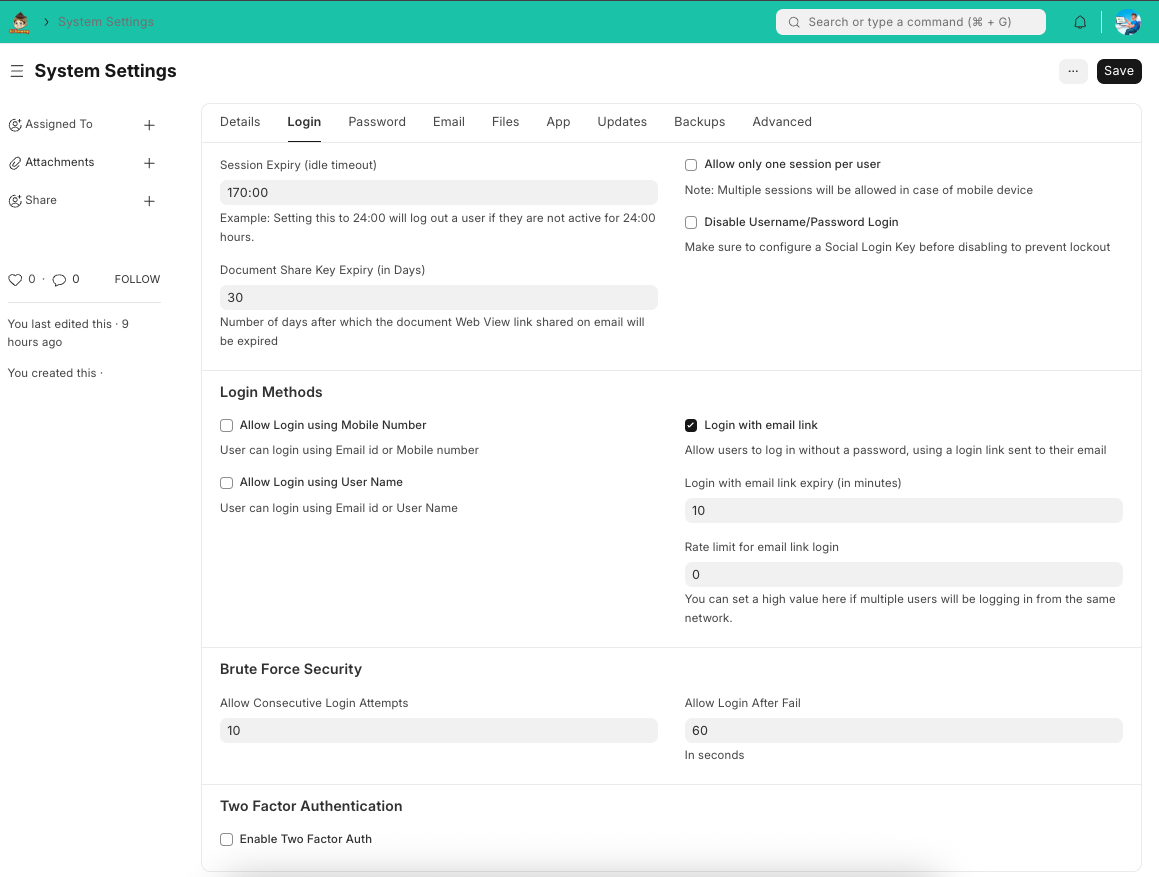 System Settings
Search or type a command (⌘ + G)
System Settings
···
Save
Assigned To
Attachments
Share
0 · 0 FOLLOW
You last edited this · 9
hours ago
You created this ·
Details Login Password Email Files App Updates Backups Advanced
Session Expiry (idle timeout)
170:00
Example: Setting this to 24:00 will log out a user if they are not active for 24:00
hours.
Document Share Key Expiry (in Days)
30
Number of days after which the document Web View link shared on email will
be expired
Allow only one session per user
Note: Multiple sessions will be allowed in case of mobile device
Disable Username/Password Login
Make sure to configure a Social Login Key before disabling to prevent lockout
Login Methods
Allow Login using Mobile Number
User can login using Email id or Mobile number
Allow Login using User Name
User can login using Email id or User Name
Login with email link
Allow users to log in without a password, using a login link sent to their email
Login with email link expiry (in minutes)
10
Rate limit for email link login
0
You can set a high value here if multiple users will be logging in from the same
network.
Brute Force Security
Allow Consecutive Login Attempts
10
Allow Login After Fail
60
In seconds
Two Factor Authentication
Enable Two Factor Auth